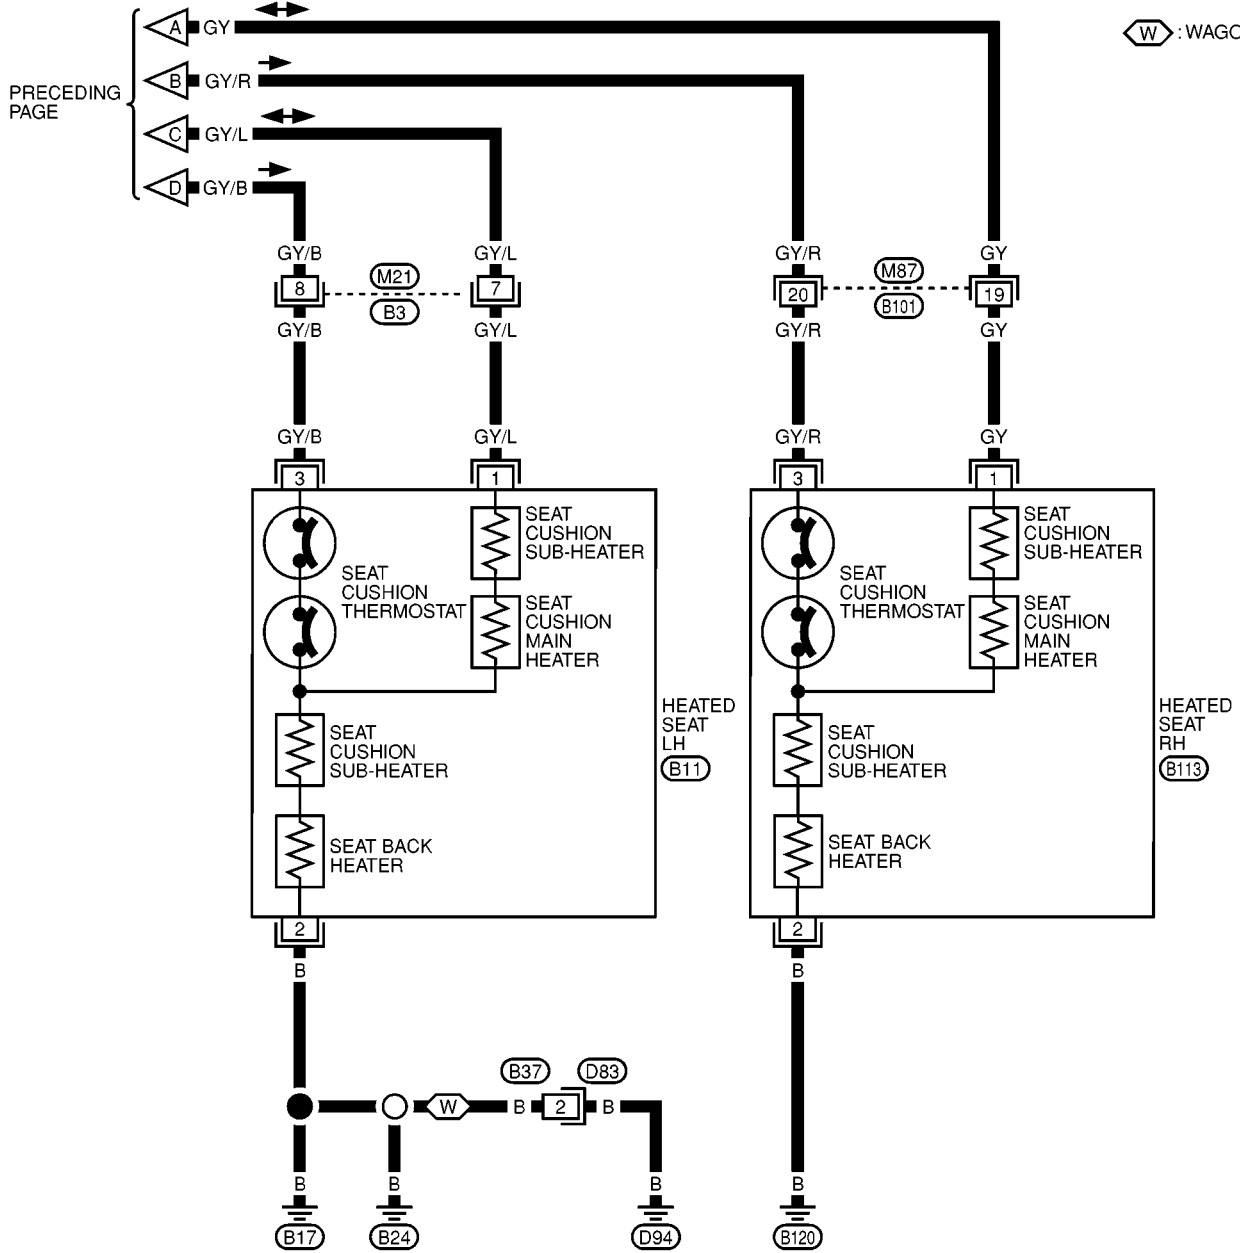 A GY
W : WAGO
B GY/R
PRECEDING
PAGE
C GY/L
D GY/B
GY/B GY/L GY/R GY
8 M21 7 20 M87 19
B3 B101
GY/B GY/L GY/R GY
GY/B GY/L GY/R GY
3 1 3 1
SEAT
CUSHION
SUB-HEATER
SEAT
CUSHION
SUB-HEATER
SEAT
CUSHION
THERMOSTAT
SEAT
CUSHION
MAIN
HEATER
SEAT
CUSHION
THERMOSTAT
SEAT
CUSHION
MAIN
HEATER
HEATED
SEAT
LH
B11
HEATED
SEAT
RH
B113
SEAT
CUSHION
SUB-HEATER
SEAT
CUSHION
SUB-HEATER
SEAT BACK
HEATER
SEAT BACK
HEATER
2 2
B B
B37 D83
W B 2 B
B B B B
B17 B24 D94 B120